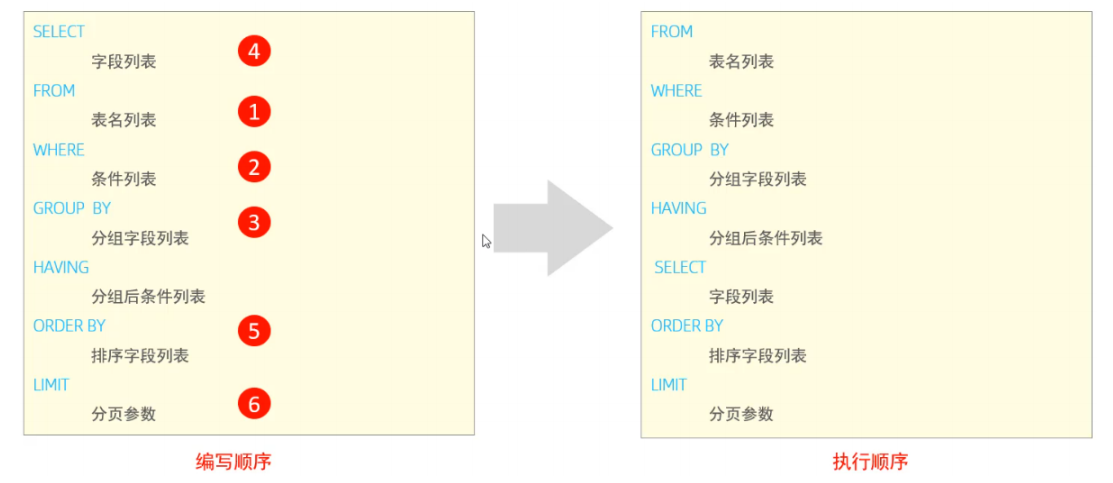 SELECT
字段列表
4
FROM
表名列表
1
WHERE
条件列表
2
GROUP BY
分组字段列表
3
HAVING
分组后条件列表
ORDER BY
排序字段列表
5
LIMIT
分页参数
6
编写顺序
FROM
表名列表
WHERE
条件列表
GROUP BY
分组字段列表
HAVING
分组后条件列表
SELECT
字段列表
ORDER BY
排序字段列表
LIMIT
分页参数
执行顺序